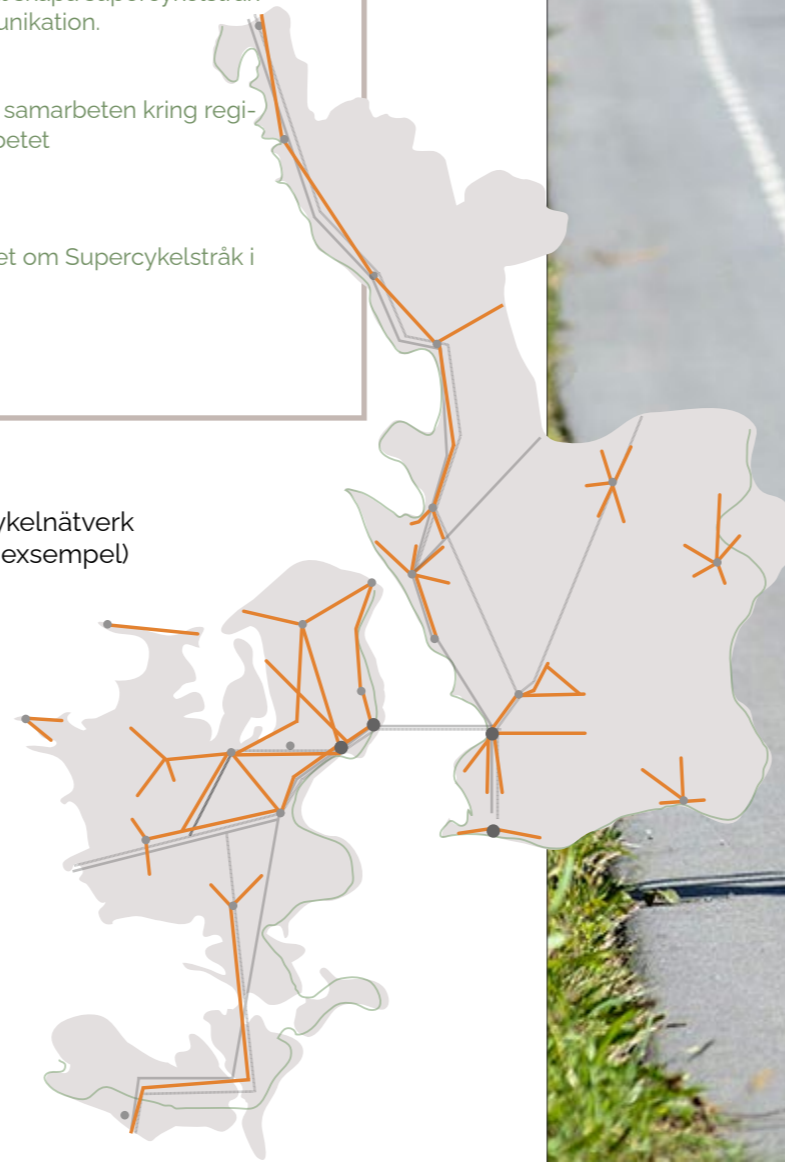 unikation.
samarbeten kring regi-
betet
et om Supercykelstråk i
ykelnätverk
exsempel)